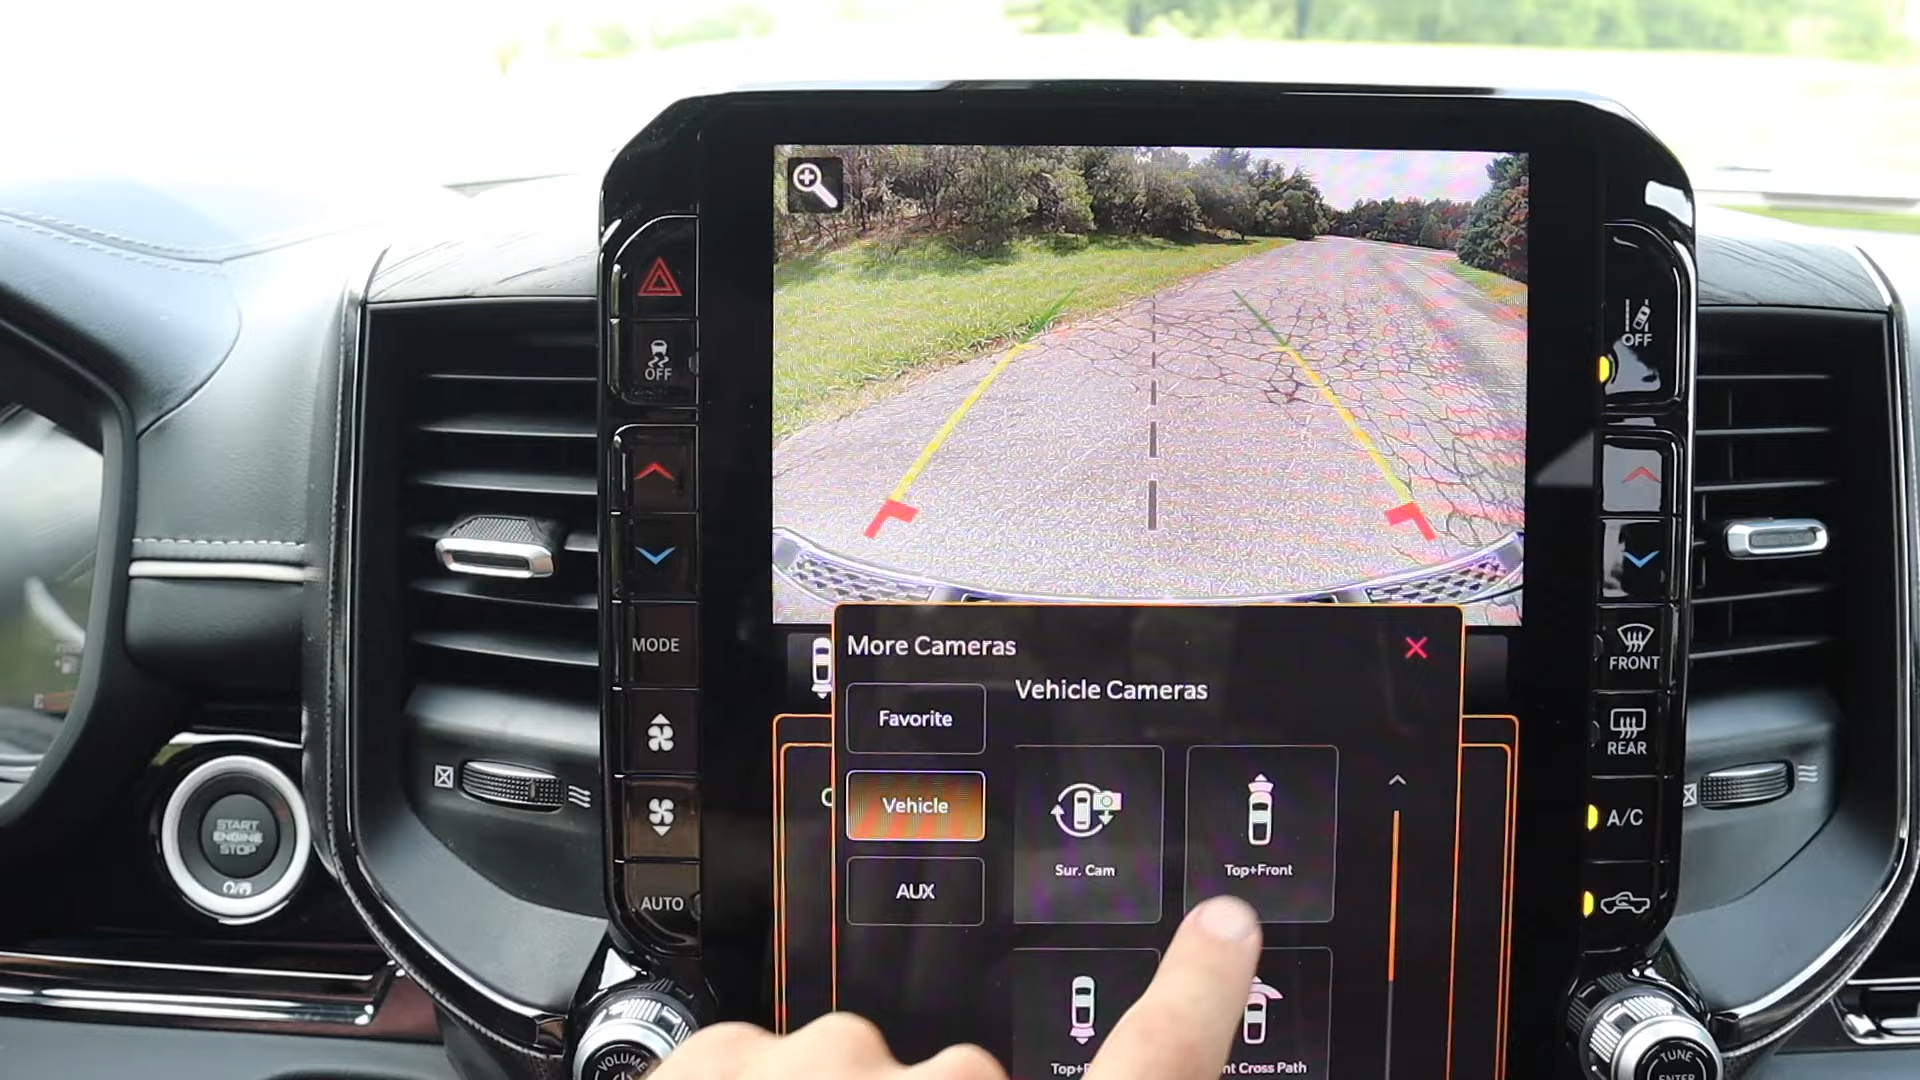 OFF
OFF
MODE
FRONT
REAR
More Cameras
Vehicle Cameras
Favorite
Vehicle
AUX
Sur. Cam
Top+Front
Cross Path
A/C
AUTO
START
ENGINE
STOP
VOLUME
TUNE
ENTER